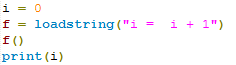 i = 0
f = loadstring("i =  i + 1")
f()
print(i)